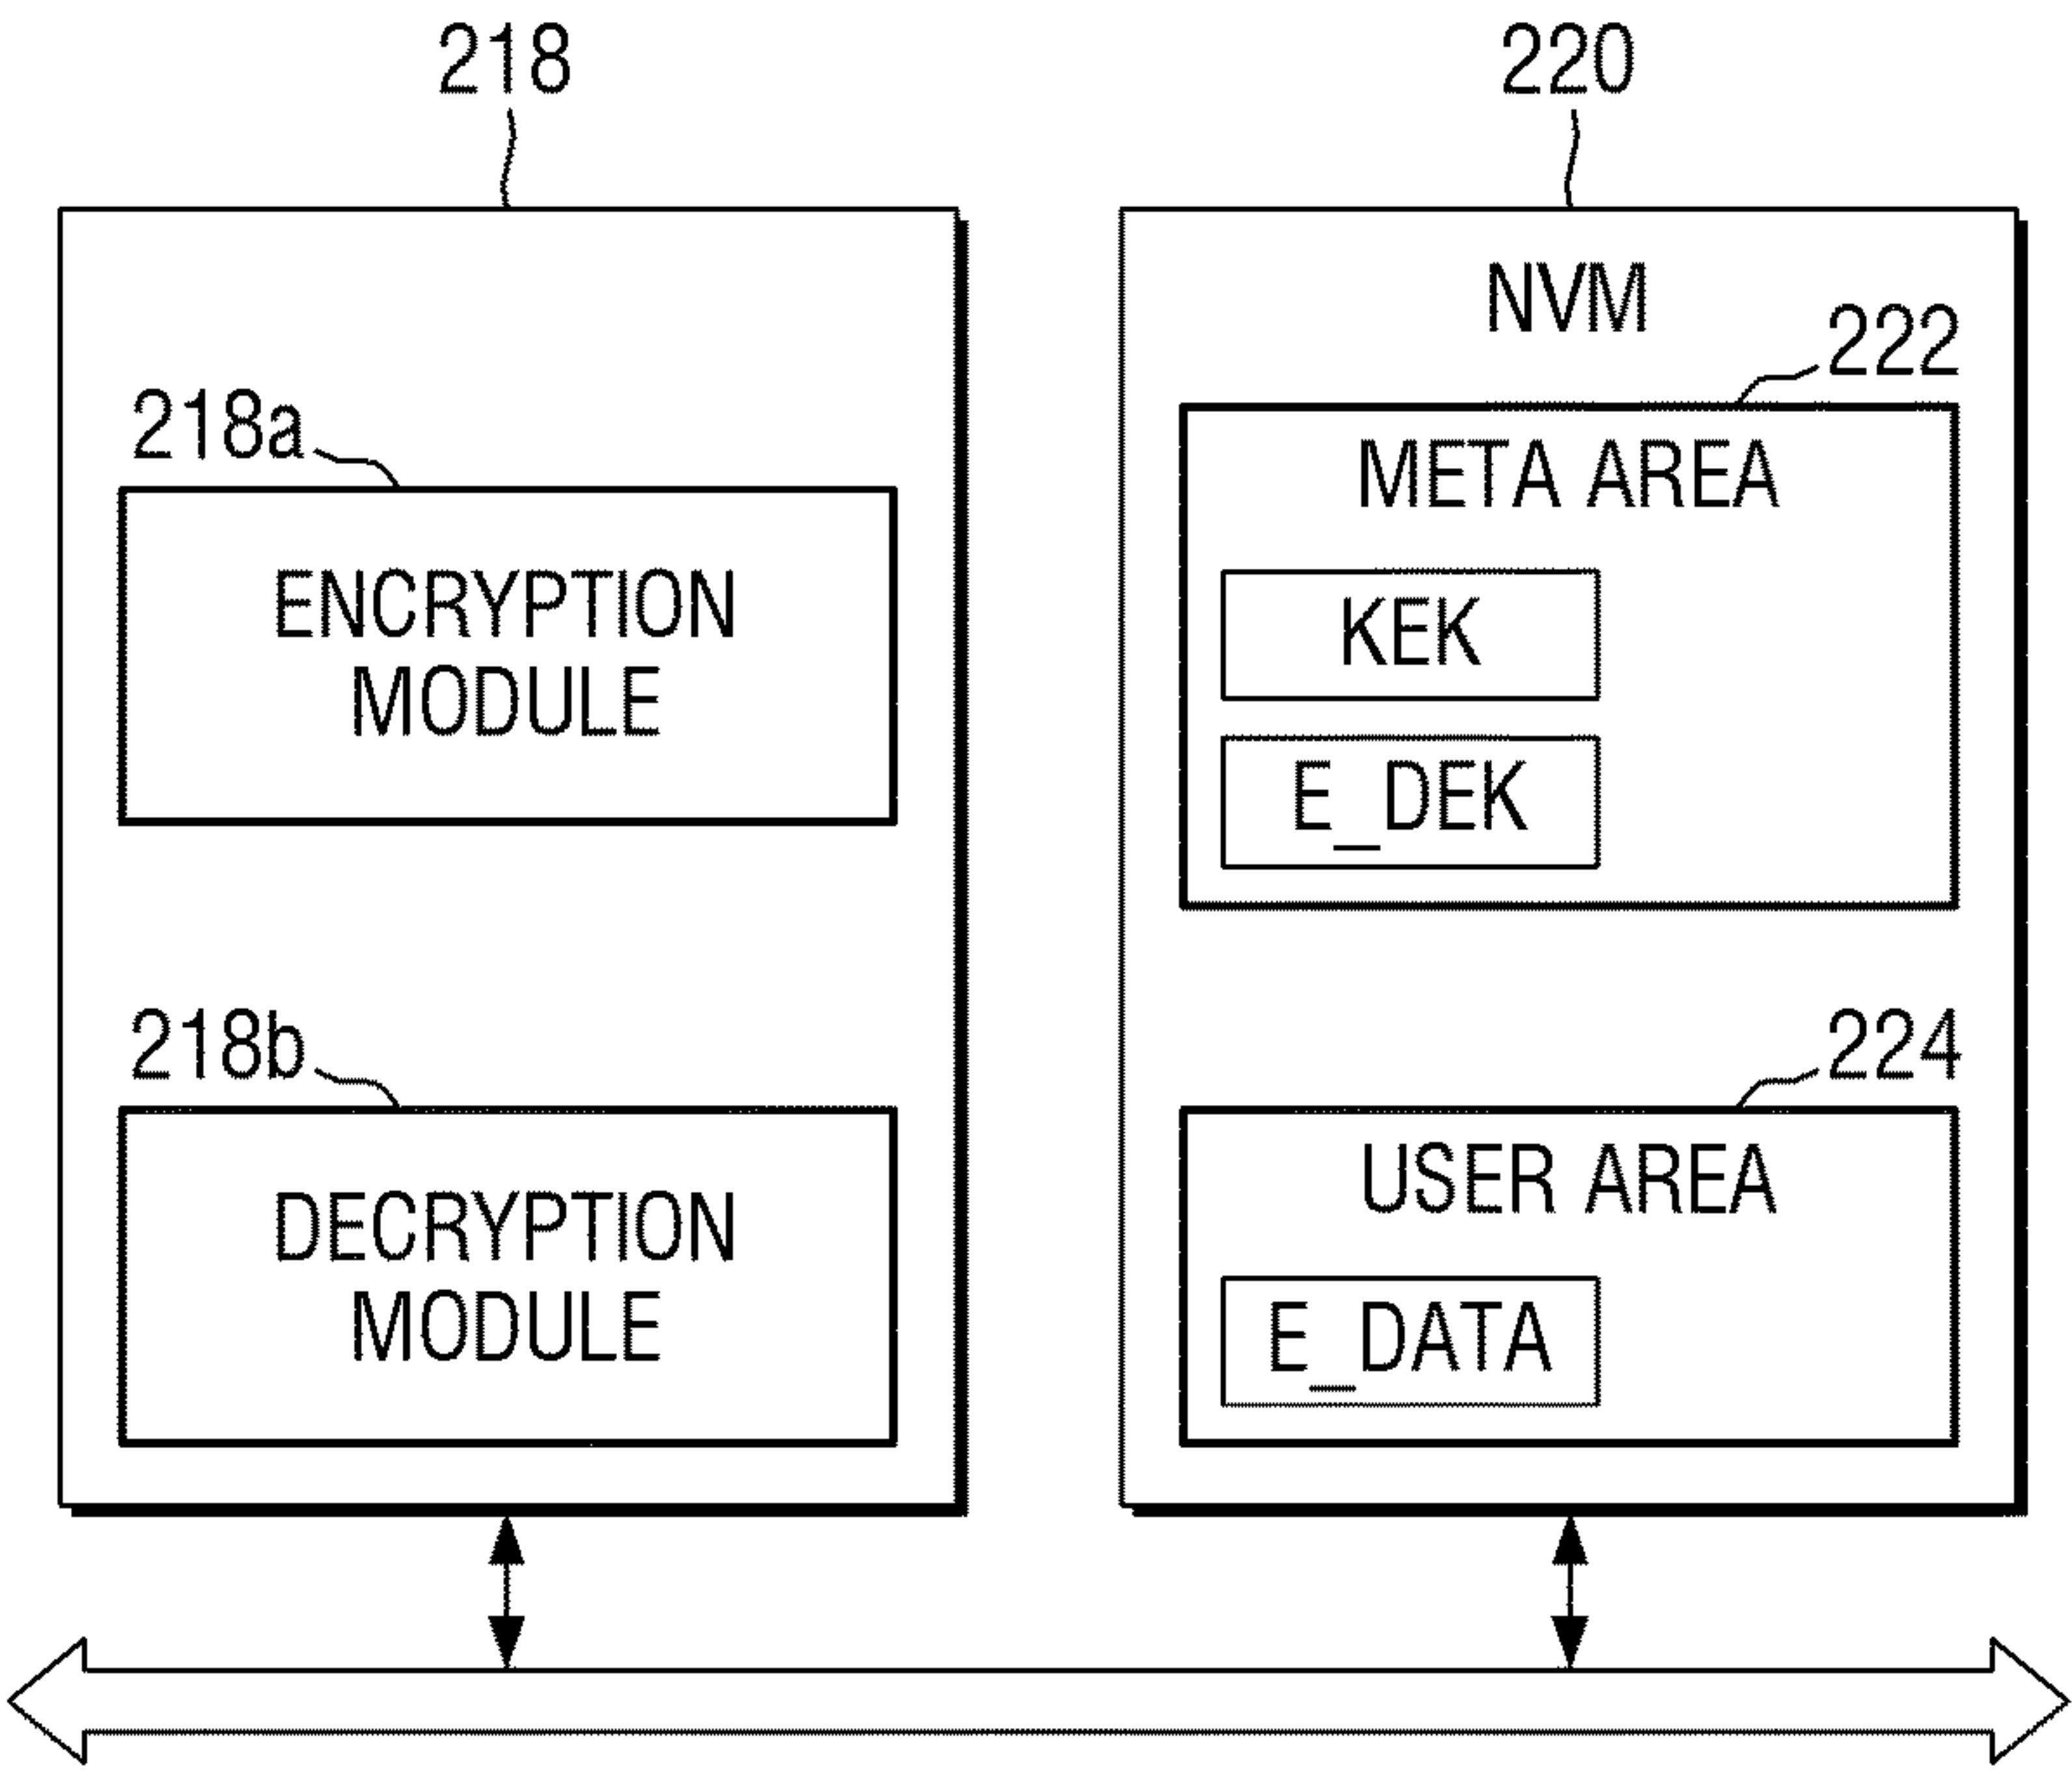 218
220
NVM
222
218a
META AREA
ENCRYPTION
MODULE
KEK
E_DEK
218b
224
DECRYPTION
MODULE
USER AREA
E_DATA